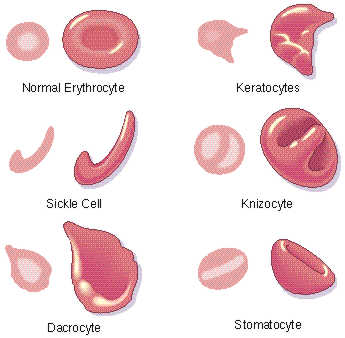 Normal Erythrocyte
Keratocytes
Sickle Cell
Knizocyte
Dacrocyte
Stomatocyte